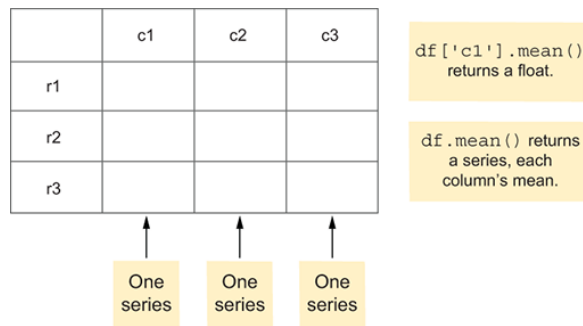 c1 c2 c3
r1
r2
r3
df['c1'].mean()
returns a float.
df.mean() returns
a series, each
column's mean.
One
series
One
series
One
series